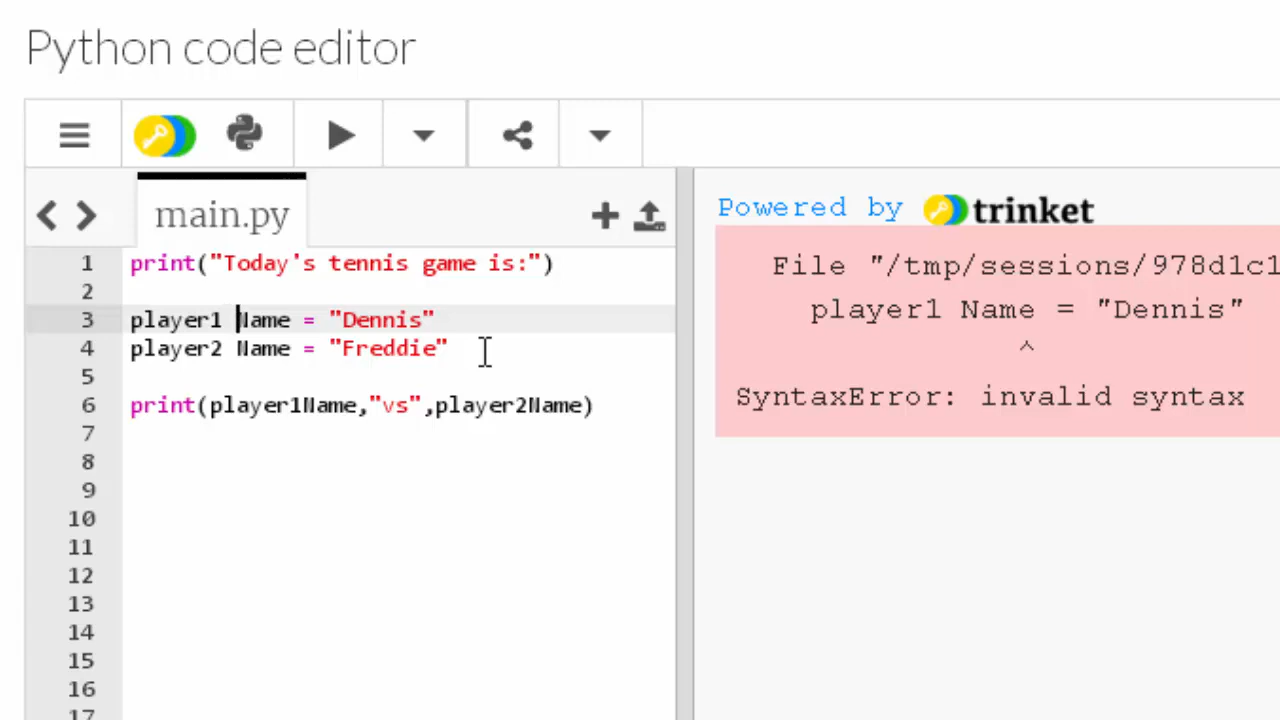 Python code editor
main.py
Powered by trinket
1 print("Today's tennis game is:")
2
3 player1 Name = "Dennis"
4 player2 Name = "Freddie"
5
6 print(player1Name,"vs",player2Name)
7
8
9
10
11
12
13
14
15
16
17
File "/tmp/sessions/978d1c1
player1 Name = "Dennis"
^
SyntaxError: invalid syntax